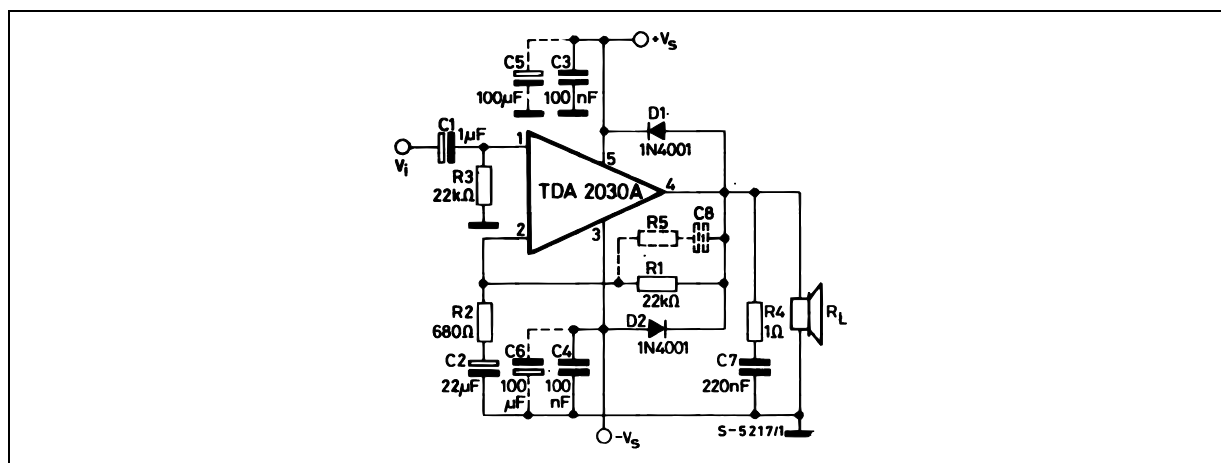 +Vs
C5
100µF
C3
100 nF
D1
1N4001
C1
1µF
Vi
1
5
R3
22kΩ
TDA 2030A
4
2
3
R5
C8
R1
22kΩ
R2
680Ω
D2
1N4001
R4
1Ω
RL
C2
22µF
C6
100
µF
C4
100
nF
C7
220nF
S-5217/1
-Vs